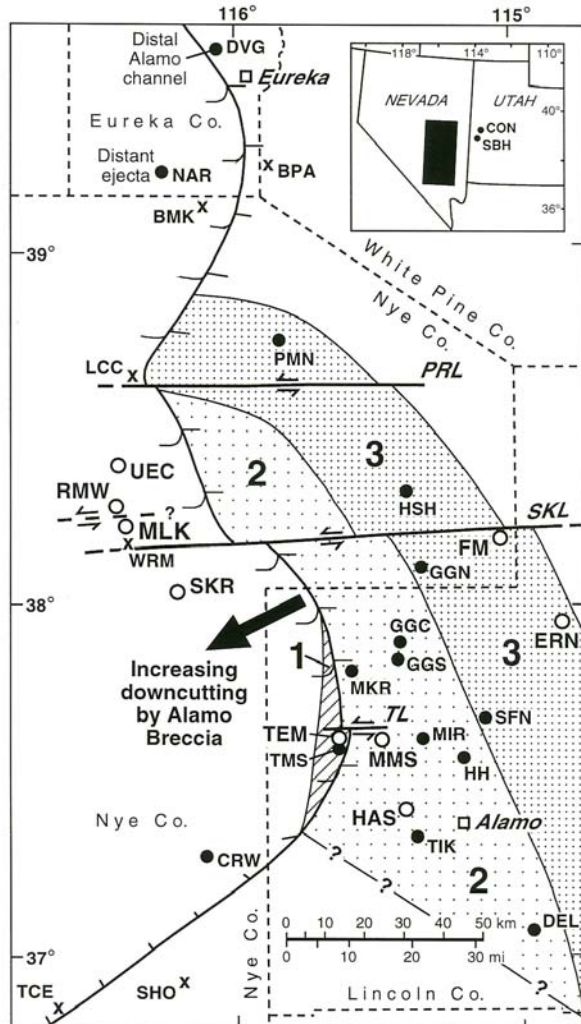 116°
115°
Distal
Alamo
channel
DVG
Eureka
Eureka Co.
Distant
ejecta
NAR
BPA
BMK
118°
114°
110°
NEVADA
UTAH
40°
CON
SBH
36°
39°
White Pine Co.
Nye Co.
PMN
LCC
PRL
3
2
UEC
RMW
HSH
?
MLK
SKL
WRM
FM
GGN
SKR
38°
ERN
GGC
1
GGS
3
Increasing
downcutting
by Alamo
Breccia
MKR
TL
SFN
TEM
MIR
TMS
MMS
HH
HAS
Alamo
Nye Co.
CRW
TIK
?
?
2
DEL
0 10 20 30 40 50 km
0 10 20 30 mi
37°
?
TCE
SHO
Nye Co.
Lincoln Co.